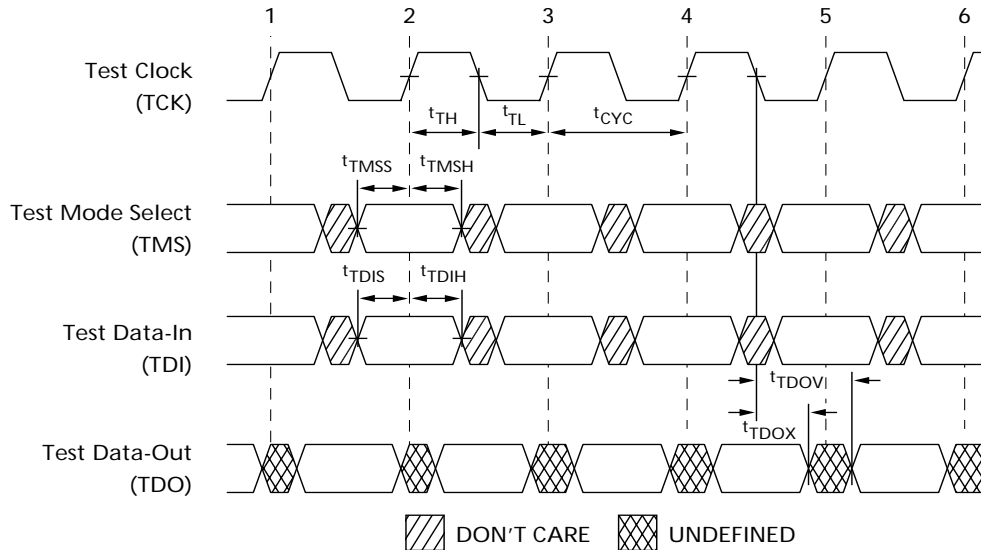 1 2 3 4 5 6
Test Clock
(TCK)
tTH tTL tCYC
tTMSS tTMSH
Test Mode Select
(TMS)
tTDIS tTDIH
Test Data-In
(TDI)
tTDOV
tTDOX
Test Data-Out
(TDO)
DON'T CARE UNDEFINED